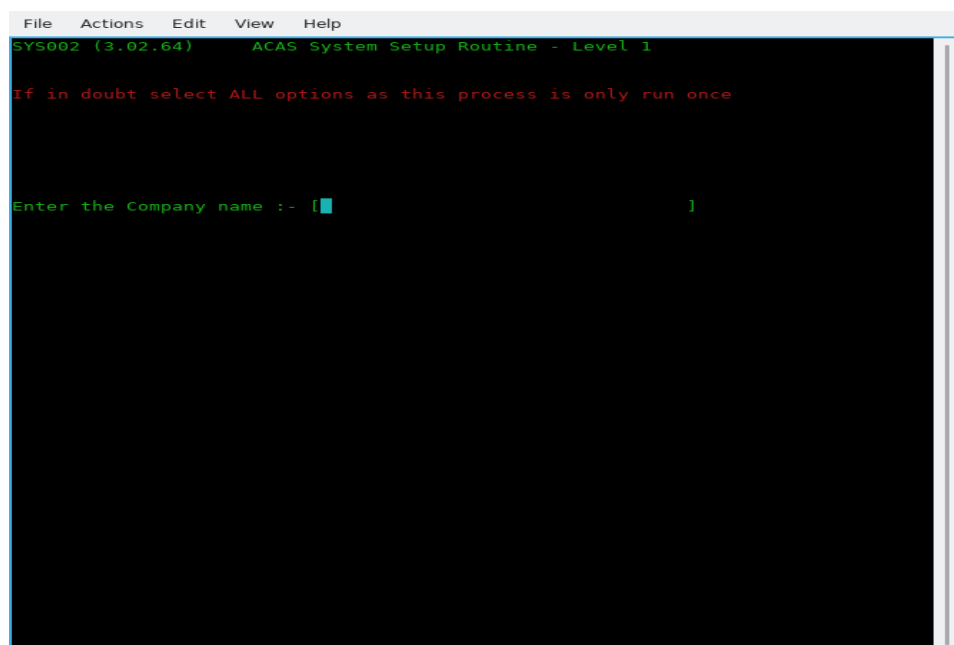 File Actions Edit View Help
SYS002 (3.02.64) ACAS System Setup Routine - Level 1
If in doubt select ALL options as this process is only run once
Enter the Company name :- [ ]